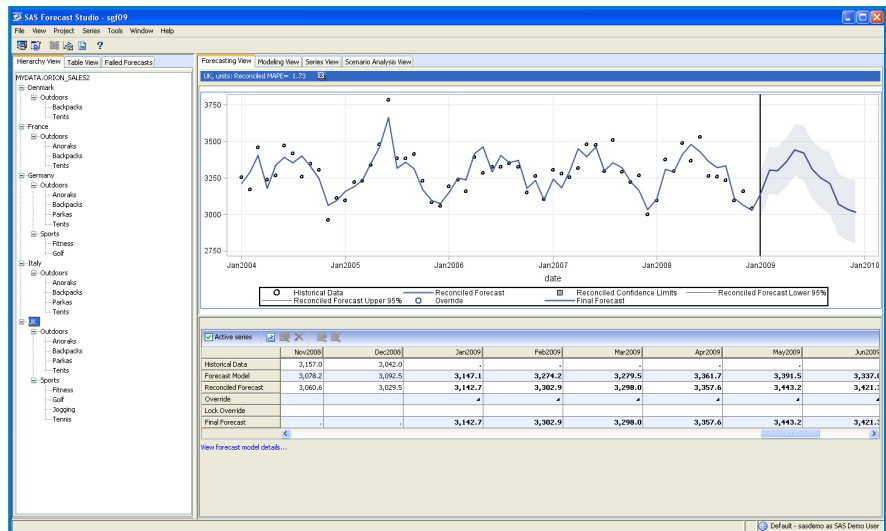 SAS Forecast Studio - sgf09
File View Project Series Tools Window Help
?
Hierarchy View Table View Failed Forecasts
MYDATA.ORION_SALES2
Denmark
Outdoors
Backpacks
Tents
France
Outdoors
Anoraks
Backpacks
Tents
Germany
Outdoors
Anoraks
Backpacks
Parkas
Tents
Sports
Fitness
Golf
Italy
Outdoors
Anoraks
Backpacks
Parkas
Tents
UK
Outdoors
Anoraks
Backpacks
Parkas
Tents
Sports
Fitness
Golf
Jogging
Tennis
Forecasting View Modeling View Series View Scenario Analysis View
UK, units: Reconciled MAPE= 1.73
3750
3500
3250
3000
2750
Jan2004 Jan2005 Jan2006 Jan2007 Jan2008 Jan2009 Jan2010
date
Historical Data Reconciled Forecast Reconciled Confidence Limits Reconciled Forecast Lower 95%
Reconciled Forecast Upper 95% Override Final Forecast
Active series
Nov2008 Dec2008 Jan2009 Feb2009 Mar2009 Apr2009 May2009 Jun2009
Historical Data 3,157.0 3,042.0 . . . . . .
Forecast Model 3,078.2 3,092.5 3,147.1 3,274.2 3,279.5 3,361.7 3,391.5 3,337.0
Reconciled Forecast 3,060.6 3,029.5 3,142.7 3,302.9 3,298.0 3,357.6 3,443.2 3,421.3
Override
Lock Override
Final Forecast . . 3,142.7 3,302.9 3,298.0 3,357.6 3,443.2 3,421.3
View forecast model details...
Default - sasdemo as SAS Demo User